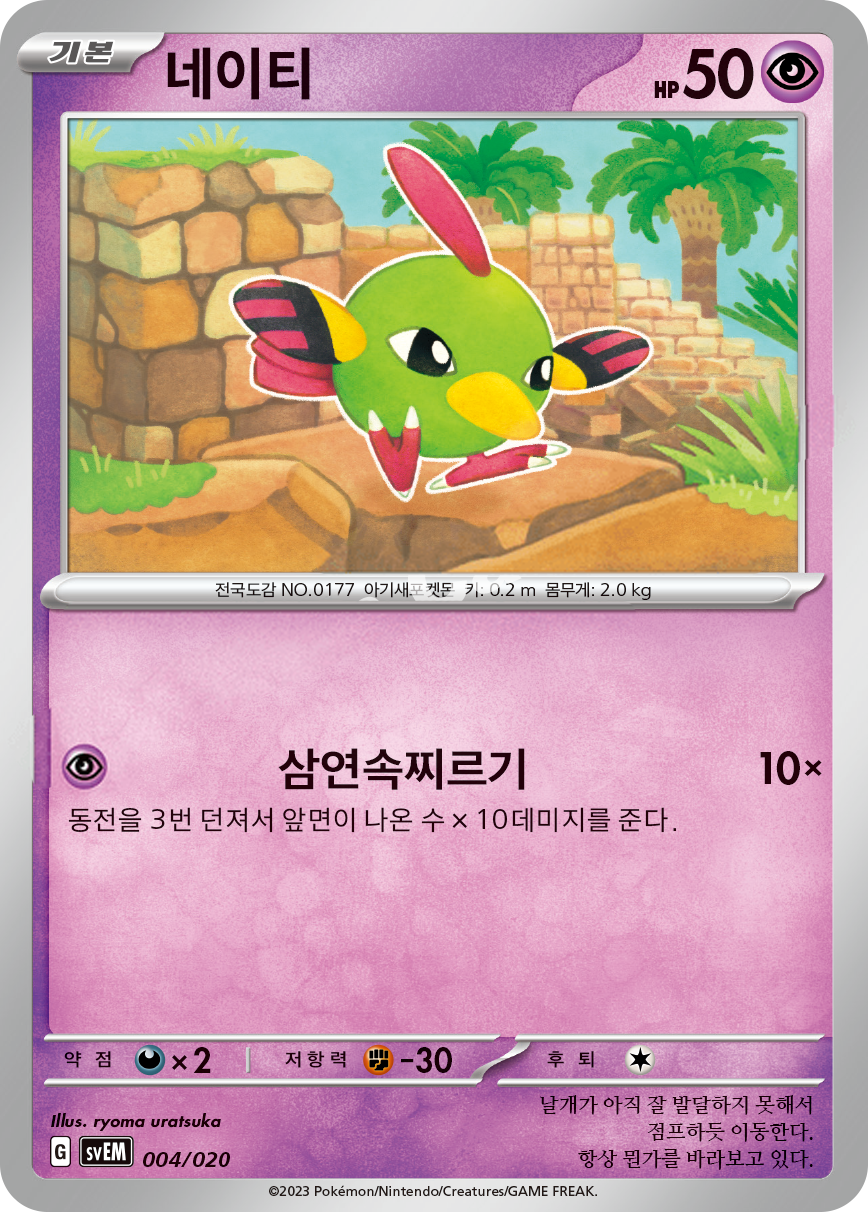 기본
네이티
HP 50
전국도감 NO.0177 아기새포켓몬 키: 0.2 m 몸무게: 2.0 kg
삼연속찌르기 10×
동전을 3번 던져서 앞면이 나온 수 × 10데미지를 준다.
약점 ×2 저항력 -30 후퇴
날개가 아직 잘 발달하지 못해서
점프하듯 이동한다.
항상 뭔가를 바라보고 있다.
Illus. ryoma uratsuka
G svEM 004/020
©2023 Pokémon/Nintendo/Creatures/GAME FREAK.